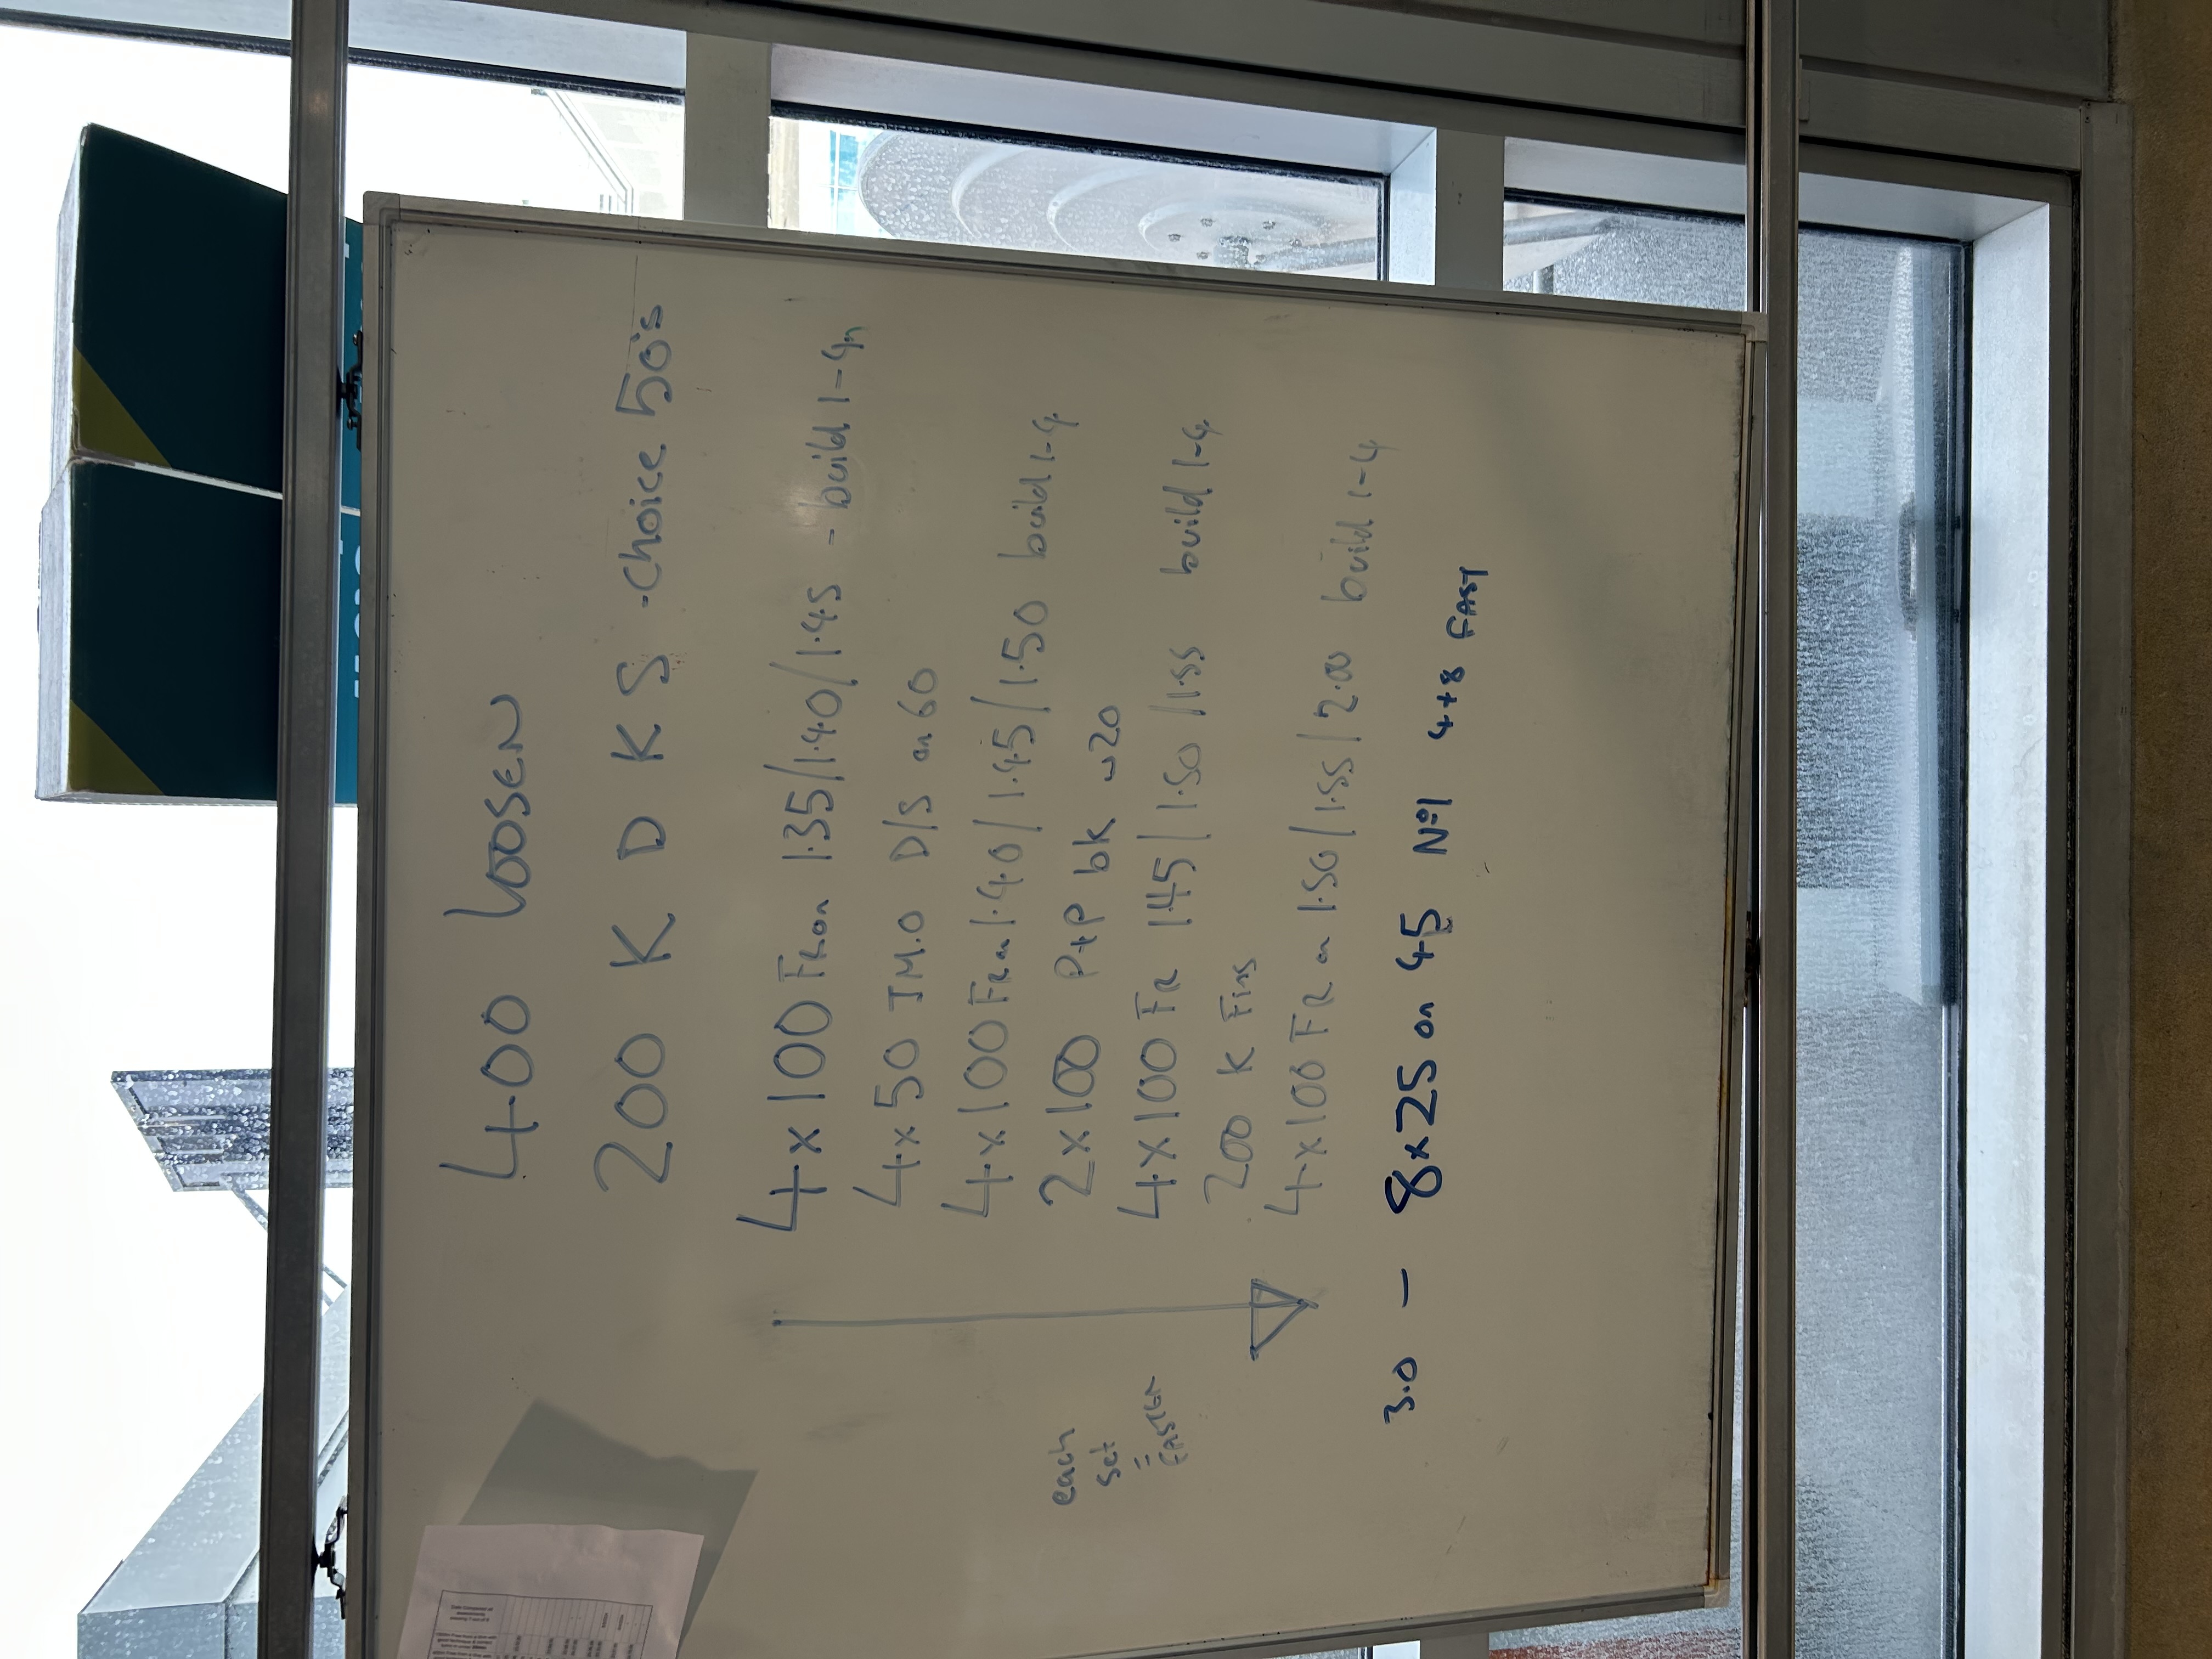 400 LOOSEN
200 K D K S - Choice 50's
4x100 FR on 1.35/1.40/1.45 - build 1-4
4x50 I.M.O D/S on 60
4x100 FR on 1.40/1.45/1.50 build 1-4
2x100 P+P bk 20
4x100 FR 1.45/1.50/1.55 build 1-4
200 K Fins
4x100 FR on 1.50/1.55/2.00 build 1-4
each
set
=
FASTER
3.0 - 8x25 on 45 No1 4+8 FAST